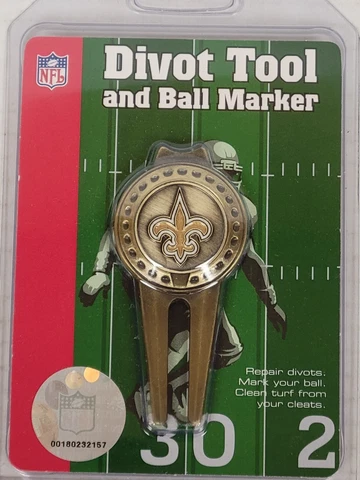 NFL
Divot Tool
and Ball Marker
Repair divots.
Mark your ball.
Clean turf from
your cleats.
00180232157
30 2